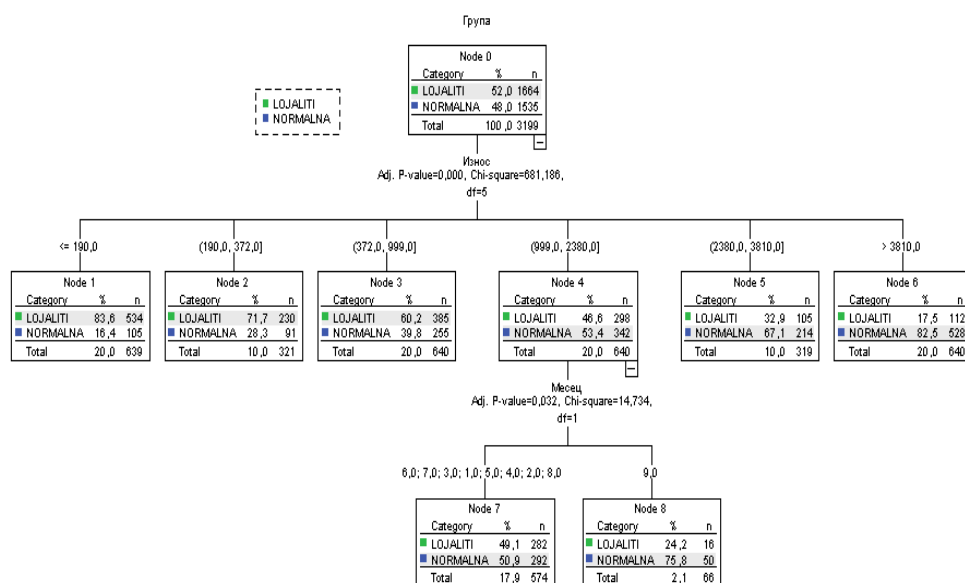 Група
Node 0
Category % n
LOJALITI 52,0 1664
NORMALNA 48,0 1535
Total 100,0 3199
LOJALITI
NORMALNA
Износ
Adj. P-value=0,000, Chi-square=681,186,
df=5
<= 190,0
(190,0, 372,0]
(372,0, 999,0]
(999,0, 2380,0]
(2380,0, 3810,0]
> 3810,0
Node 1
Category % n
LOJALITI 83,6 534
NORMALNA 16,4 105
Total 20,0 639
Node 2
Category % n
LOJALITI 71,7 230
NORMALNA 28,3 91
Total 10,0 321
Node 3
Category % n
LOJALITI 60,2 385
NORMALNA 39,8 255
Total 20,0 640
Node 4
Category % n
LOJALITI 46,6 298
NORMALNA 53,4 342
Total 20,0 640
Node 5
Category % n
LOJALITI 32,9 105
NORMALNA 67,1 214
Total 10,0 319
Node 6
Category % n
LOJALITI 17,5 112
NORMALNA 82,5 528
Total 20,0 640
Месец
Adj. P-value=0,032, Chi-square=14,734,
df=1
6,0; 7,0; 3,0; 1,0; 5,0; 4,0; 2,0; 8,0
9,0
Node 7
Category % n
LOJALITI 49,1 282
NORMALNA 50,9 292
Total 17,9 574
Node 8
Category % n
LOJALITI 24,2 16
NORMALNA 75,8 50
Total 2,1 66